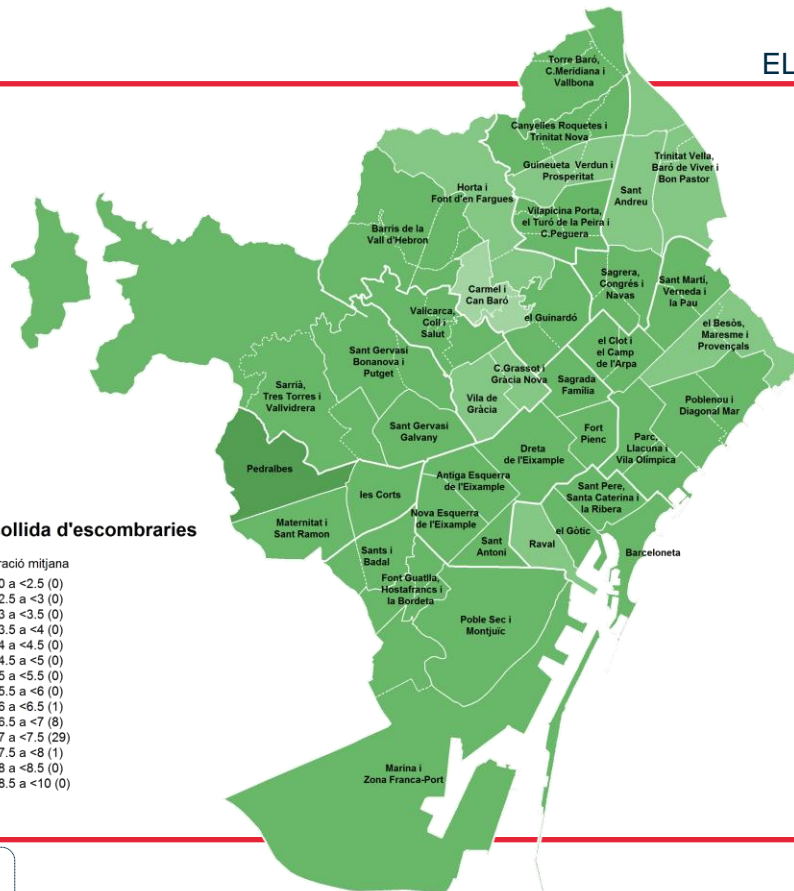 EL
Torre Baró,
C.Meridiana i
Vallbona
Canyelles Roquetes i
Trinitat Nova
Guineueta Verdun i
Prosperitat
Trinitat Vella,
Baró de Viver i
Bon Pastor
Sant
Andreu
Horta i
Font d'en Fargues
Vilapicina Porta,
el Turó de la Peira i
C.Peguera
Barris de la
Vall d'Hebron
Carmel i
Can Baró
Sagrera,
Congrés i
Navas
Sant Martí,
Verneda i
la Pau
Vallcarca,
Coll i
Salut
el Guinardó
el Besòs,
Maresme i
Provençals
Sant Gervasi
Bonanova i
Putget
el Clot i
el Camp
de l'Arpa
Sarrià,
Tres Torres i
Vallvidrera
C.Grassot i
Gràcia Nova
Sagrada
Família
Vila de
Gràcia
Poblenou i
Diagonal Mar
Sant Gervasi
Galvany
Fort
Pienc
Parc,
Llacuna i
Vila Olímpica
Dreta
de l'Eixample
Pedralbes
Antiga Esquerra
de l'Eixample
les Corts
Sant Pere,
Santa Caterina i
la Ribera
Maternitat i
Sant Ramon
Nova Esquerra
de l'Eixample
el Gòtic
Sant
Antoni
Raval
Barceloneta
Sants i
Badal
Font Guatlla,
Hostafrancs i
la Bordeta
Poble Sec i
Montjuïc
Marina i
Zona Franca-Port
ollida d'escombraries
ració mitjana
0 a <2.5 (0)
2.5 a <3 (0)
3 a <3.5 (0)
3.5 a <4 (0)
4 a <4.5 (0)
4.5 a <5 (0)
5 a <5.5 (0)
5.5 a <6 (0)
6 a <6.5 (1)
6.5 a <7 (8)
7 a <7.5 (29)
7.5 a <8 (1)
8 a <8.5 (0)
8.5 a <10 (0)